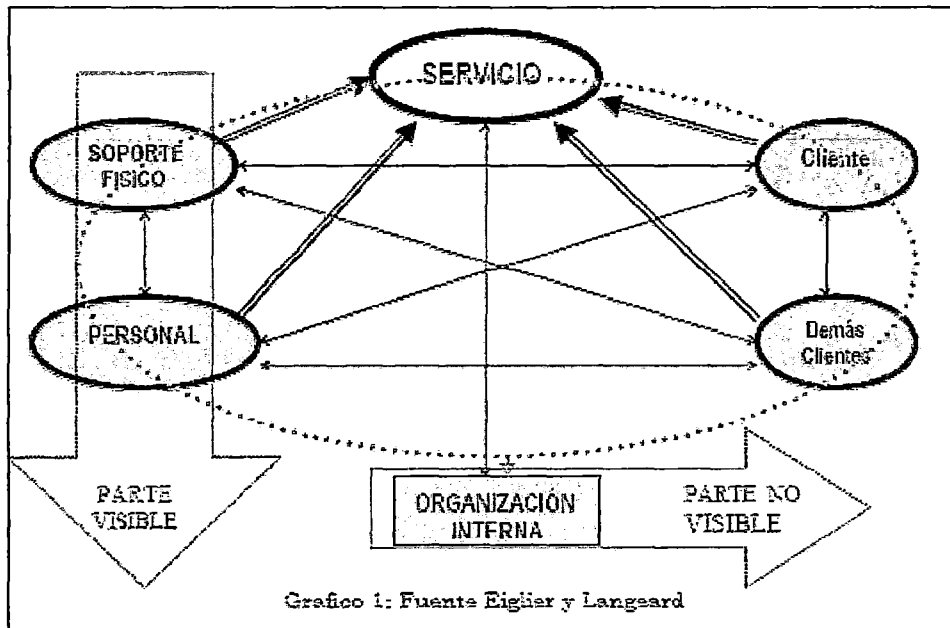 SERVICIO
SOPORTE
FISICO
Cliente
PERSONAL
Demás
Clientes
PARTE
VISIBLE
ORGANIZACIÓN
INTERNA
PARTE NO
VISIBLE
Grafico 1: Fuente Eiglier y Langeard